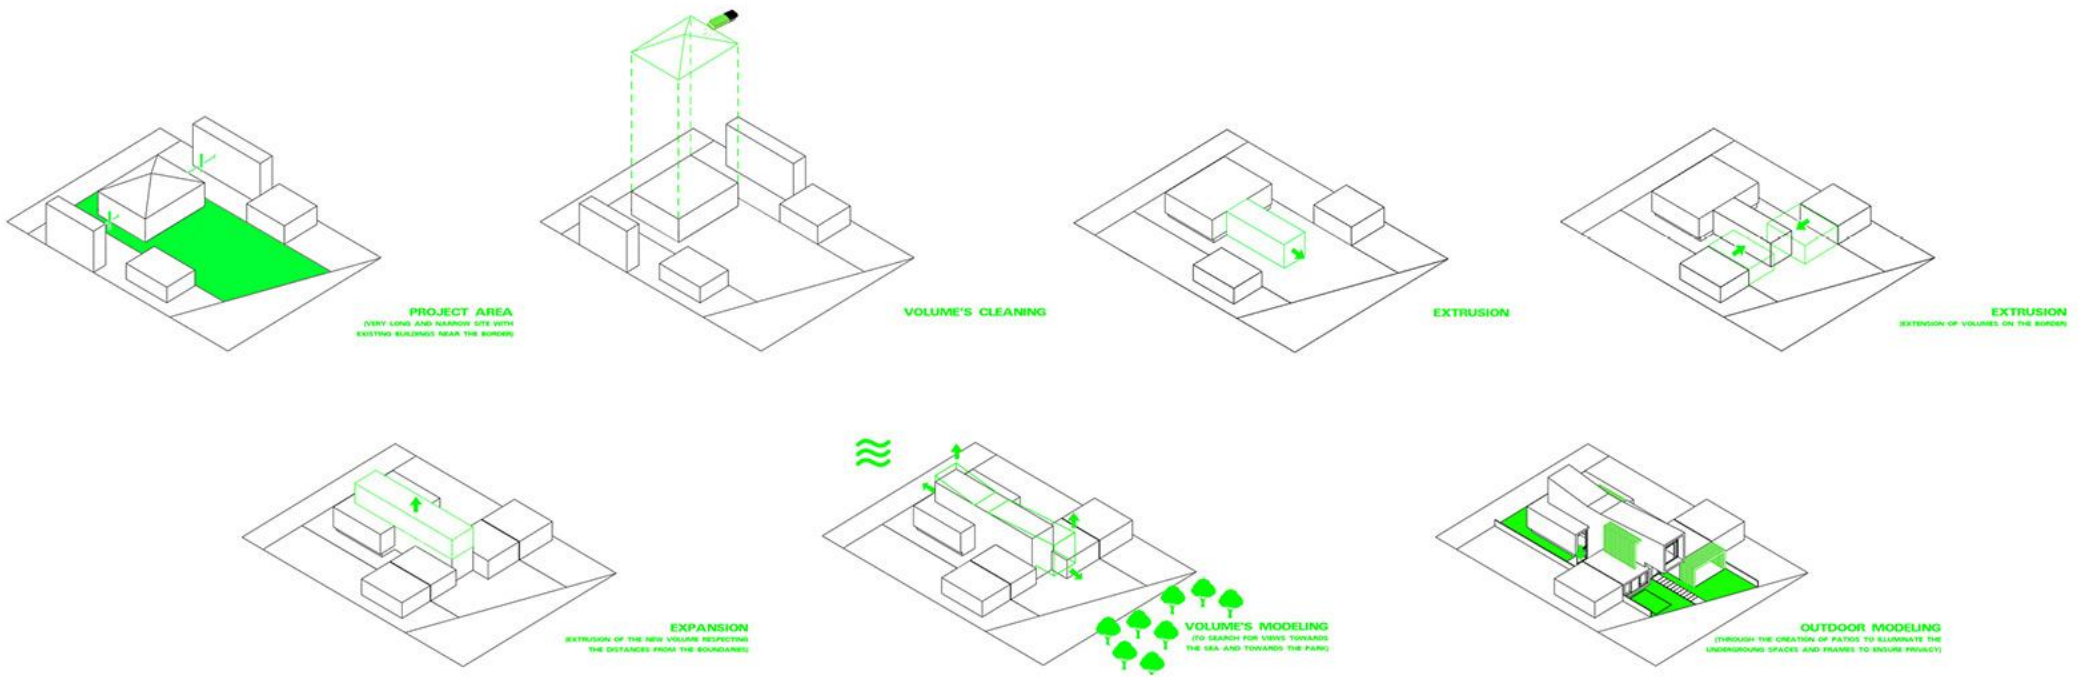 PROJECT AREA
(VERY LONG AND NARROW SITE WITH
EXISTING BUILDINGS NEAR THE BORDER)
VOLUME'S CLEANING
EXTRUSION
EXTRUSION
(EXTENSION OF VOLUMES ON THE BORDER)
EXPANSION
(EXTRUSION OF THE NEW VOLUME RESPECTING
THE DISTANCES FROM THE BOUNDARIES)
VOLUME'S MODELING
(TO SEARCH FOR VIEWS TOWARDS
THE SEA AND TOWARDS THE PARK)
OUTDOOR MODELING
(THROUGH THE CREATION OF PATIOS TO ILLUMINATE THE
UNDERGROUNG SPACES AND FRAMES TO ENSURE PRIVACY)